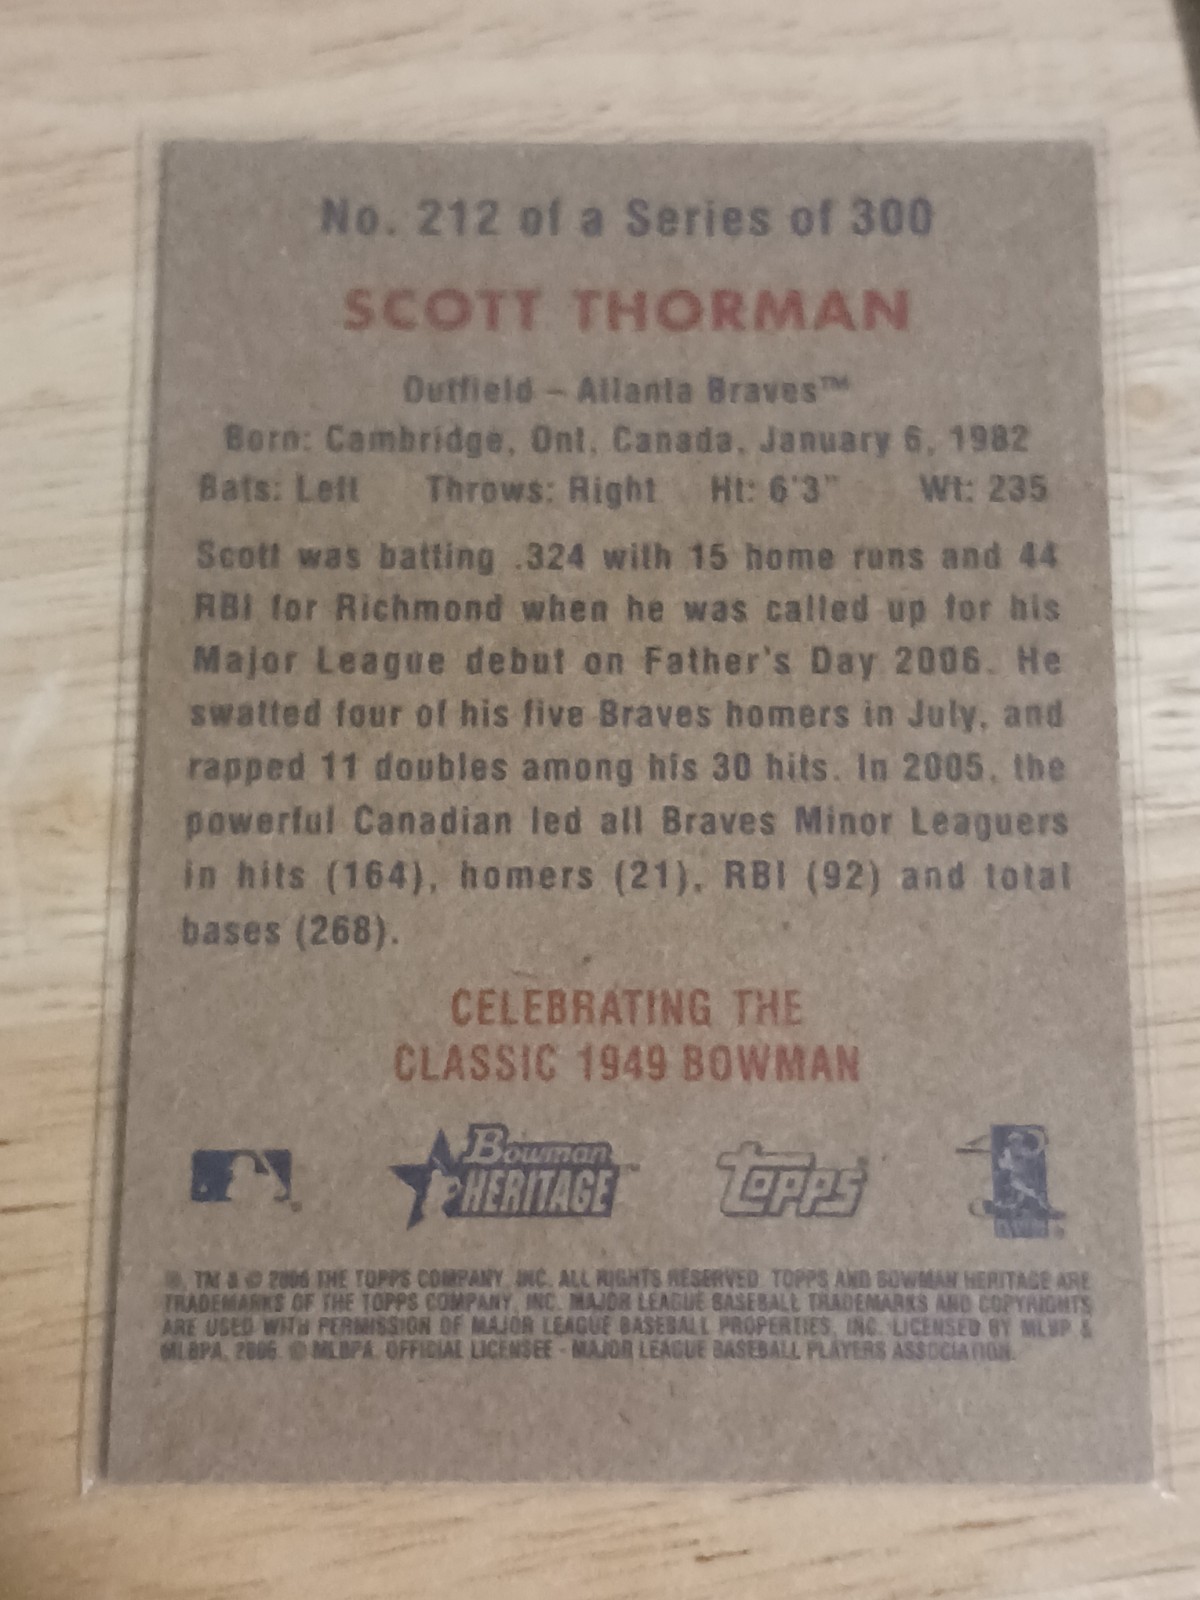 No. 212 of a Series of 300
SCOTT THORMAN
Outfield – Atlanta Braves™
Born: Cambridge, Ont, Canada, January 6, 1982
Bats: Left Throws: Right Ht: 6'3" Wt: 235
Scott was batting .324 with 15 home runs and 44
RBI for Richmond when he was called up for his
Major League debut on Father's Day 2006. He
swatted four of his five Braves homers in July, and
rapped 11 doubles among his 30 hits. In 2005, the
powerful Canadian led all Braves Minor Leaguers
in hits (164), homers (21), RBI (92) and total
bases (268).
CELEBRATING THE
CLASSIC 1949 BOWMAN
Bowman
HERITAGE
Topps
®, TM & © 2006 THE TOPPS COMPANY, INC. ALL RIGHTS RESERVED. TOPPS AND BOWMAN HERITAGE ARE
TRADEMARKS OF THE TOPPS COMPANY, INC. MAJOR LEAGUE BASEBALL TRADEMARKS AND COPYRIGHTS
ARE USED WITH PERMISSION OF MAJOR LEAGUE BASEBALL PROPERTIES, INC. LICENSED BY MLBP &
MLBPA, 2006. © MLBPA. OFFICIAL LICENSEE - MAJOR LEAGUE BASEBALL PLAYERS ASSOCIATION.